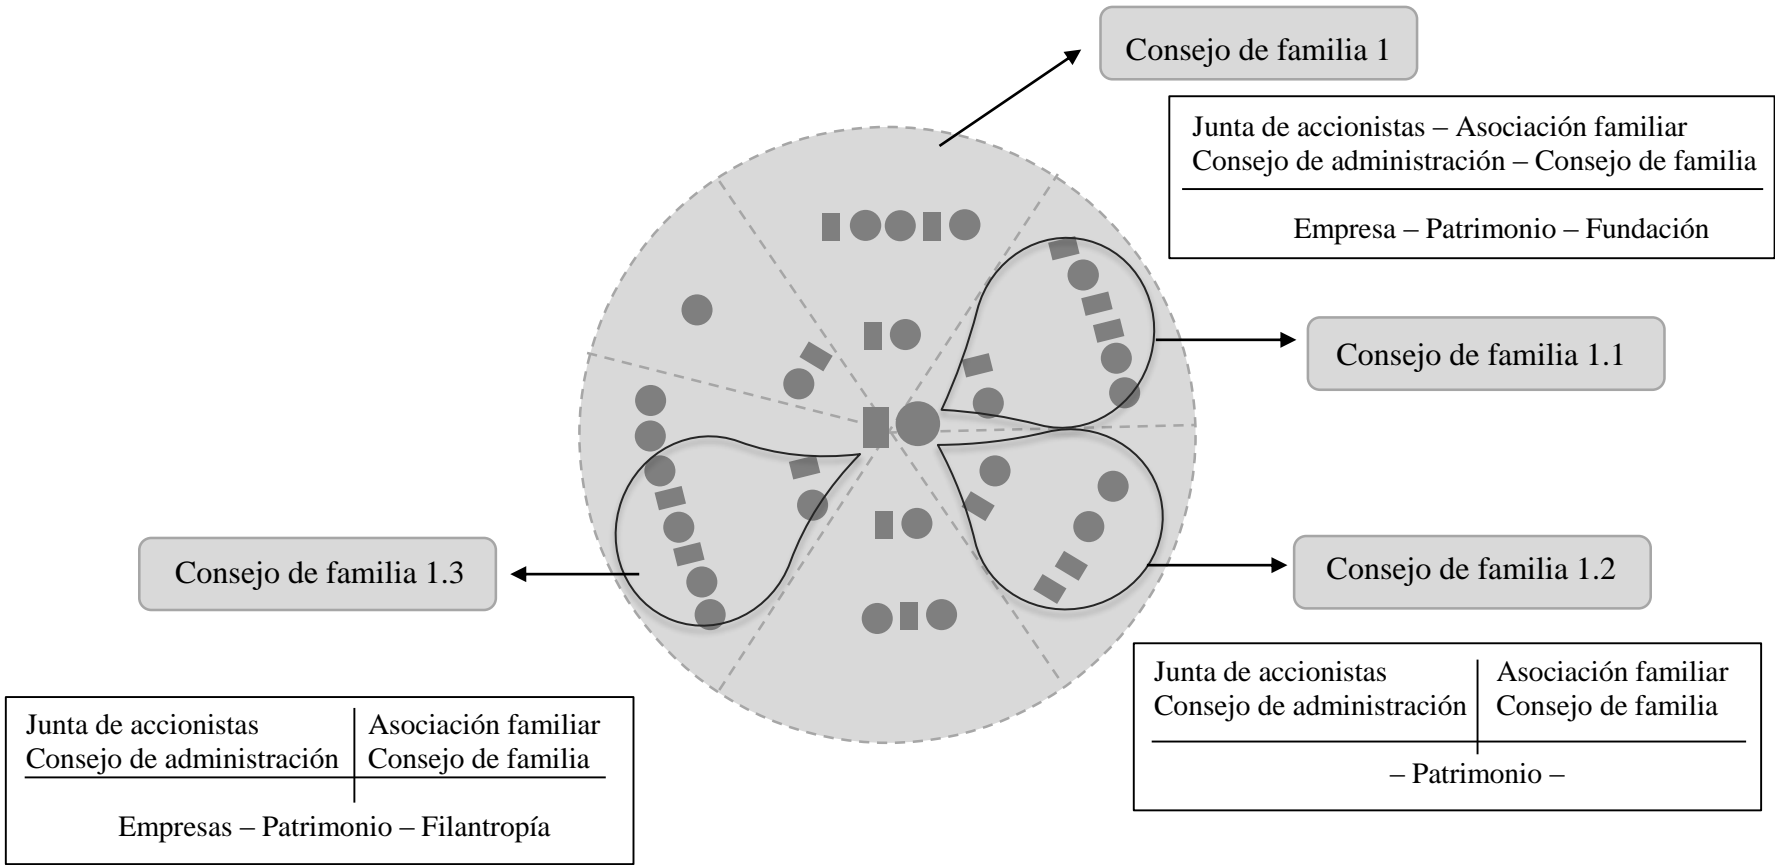 Consejo de familia 1
Junta de accionistas – Asociación familiar
Consejo de administración – Consejo de familia
Empresa – Patrimonio – Fundación
Consejo de familia 1.1
Consejo de familia 1.2
Junta de accionistas Asociación familiar
Consejo de administración Consejo de familia
– Patrimonio –
Consejo de familia 1.3
Junta de accionistas Asociación familiar
Consejo de administración Consejo de familia
Empresas – Patrimonio – Filantropía